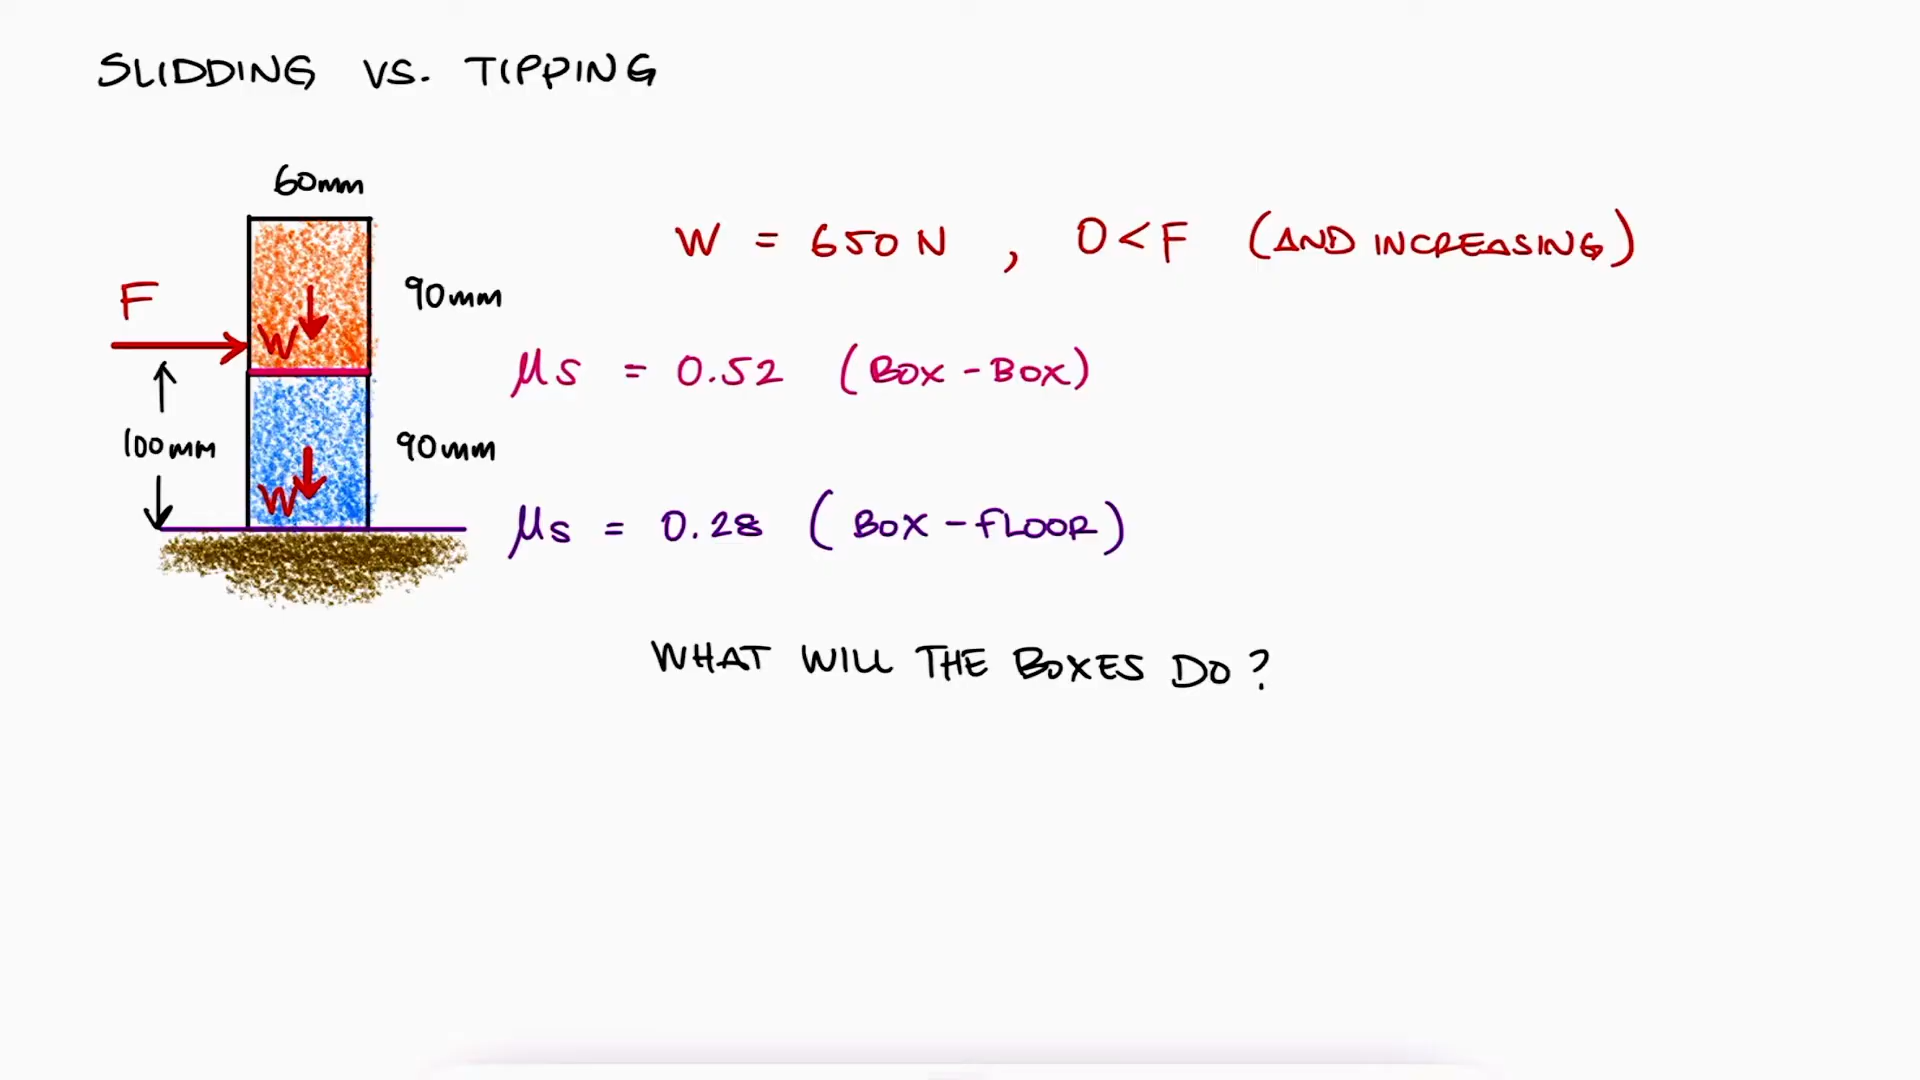 SLIDDING VS. TIPPING
60mm
W = 650 N , 0 < F (AND INCREASING)
F
90mm
W
μs = 0.52 (BOX - BOX)
100mm
90mm
W
μs = 0.28 (BOX - FLOOR)
WHAT WILL THE BOXES DO?